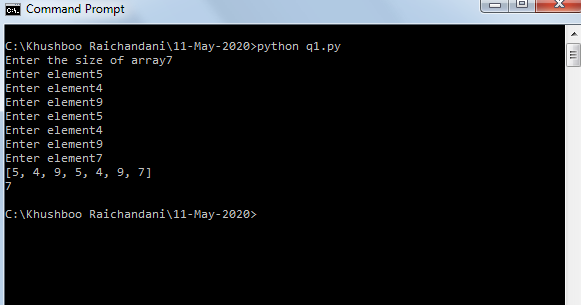 Command Prompt
C:\Khushboo Raichandani\11-May-2020>python q1.py
Enter the size of array7
Enter element5
Enter element4
Enter element9
Enter element5
Enter element4
Enter element9
Enter element7
[5, 4, 9, 5, 4, 9, 7]
7
C:\Khushboo Raichandani\11-May-2020>